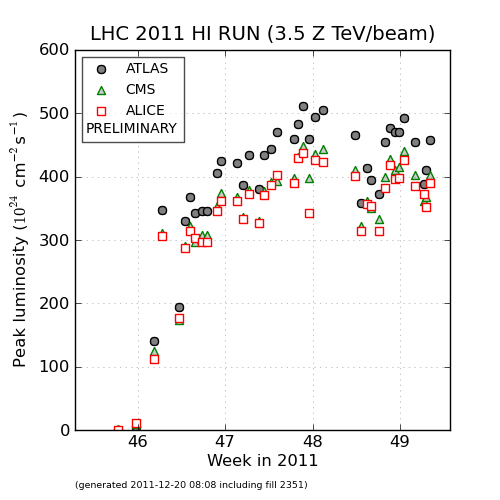 LHC 2011 HI RUN (3.5 Z TeV/beam)
600
500
400
300
200
100
0
Peak luminosity (10²⁴ cm⁻² s⁻¹)
ATLAS
CMS
ALICE
PRELIMINARY
46 47 48 49
Week in 2011
(generated 2011-12-20 08:08 including fill 2351)